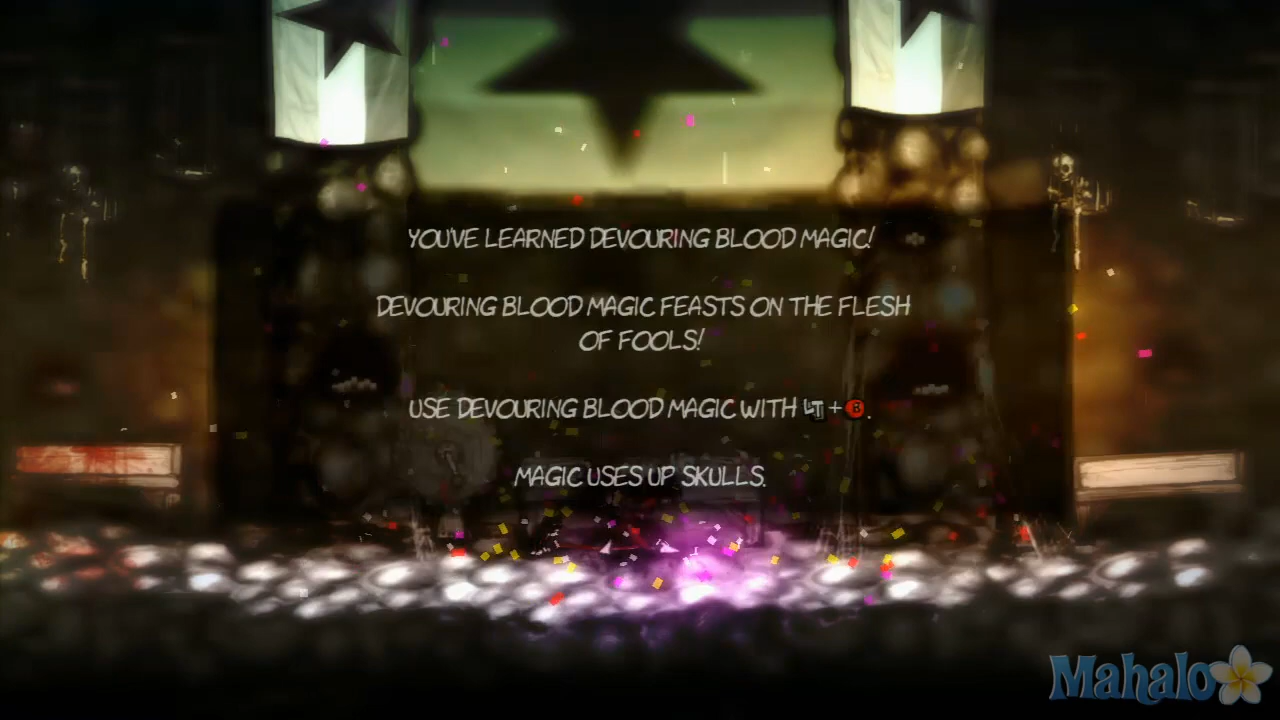 YOU'VE LEARNED DEVOURING BLOOD MAGIC!
DEVOURING BLOOD MAGIC FEASTS ON THE FLESH
OF FOOLS!
USE DEVOURING BLOOD MAGIC WITH LT + B.
MAGIC USES UP SKULLS.
Mahalo